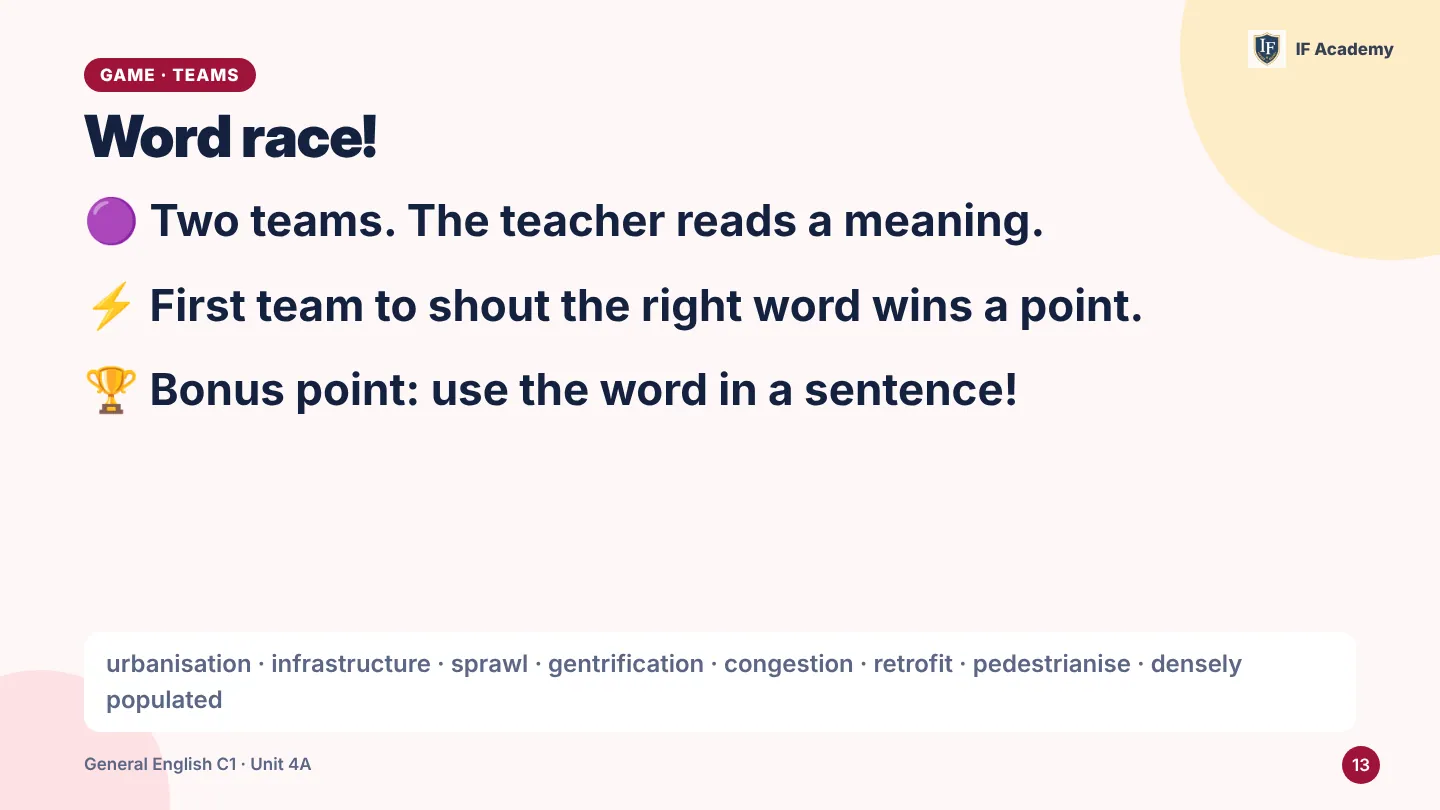 IF IF Academy
GAME · TEAMS
Word race!
🟣 Two teams. The teacher reads a meaning.
⚡ First team to shout the right word wins a point.
🏆 Bonus point: use the word in a sentence!
urbanisation · infrastructure · sprawl · gentrification · congestion · retrofit · pedestrianise · densely
populated
General English C1 · Unit 4A
13